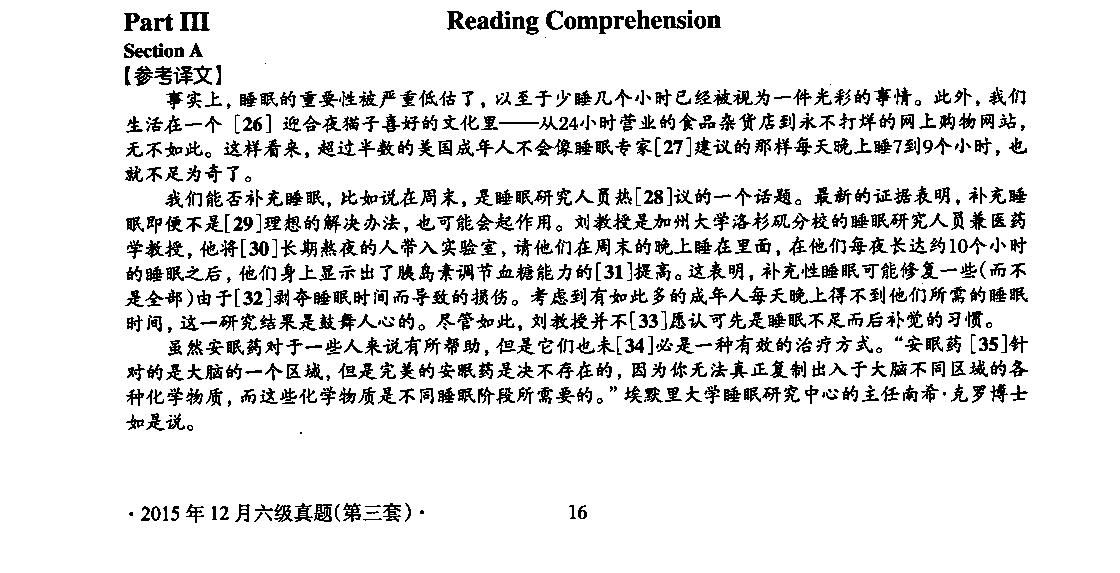 Part III Reading Comprehension
Section A
【参考译文】
事实上，睡眠的重要性被严重低估了，以至于少睡几个小时已经被视为一件光彩的事情。此外，我们
生活在一个 [26] 迎合夜猫子喜好的文化里——从24小时营业的食品杂货店到永不打烊的网上购物网站，
无不如此。这样看来，超过半数的美国成年人不会像睡眠专家[27]建议的那样每天晚上睡7到9个小时，也
就不足为奇了。
我们能否补充睡眠，比如说在周末，是睡眠研究人员热[28]议的一个话题。最新的证据表明，补充睡
眠即便不是[29]理想的解决办法，也可能会起作用。刘教授是加州大学洛杉矶分校的睡眠研究人员兼医药
学教授，他将[30]长期熬夜的人带入实验室，请他们在周末的晚上睡在里面，在他们每夜长达约10个小时
的睡眠之后，他们身上显示出了胰岛素调节血糖能力的[31]提高。这表明，补充性睡眠可能修复一些(而不
是全部)由于[32]剥夺睡眠时间而导致的损伤。考虑到有如此多的成年人每天晚上得不到他们所需的睡眠
时间，这一研究结果是鼓舞人心的。尽管如此，刘教授并不[33]愿认可先是睡眠不足而后补觉的习惯。
虽然安眠药对于一些人来说有所帮助，但是它们也未[34]必是一种有效的治疗方式。“安眠药 [35]针
对的是大脑的一个区域，但是完美的安眠药是决不存在的，因为你无法真正复制出入于大脑不同区域的各
种化学物质，而这些化学物质是不同睡眠阶段所需要的。”埃默里大学睡眠研究中心的主任南希·克罗博士
如是说。
·2015年12月六级真题(第三套)· 16